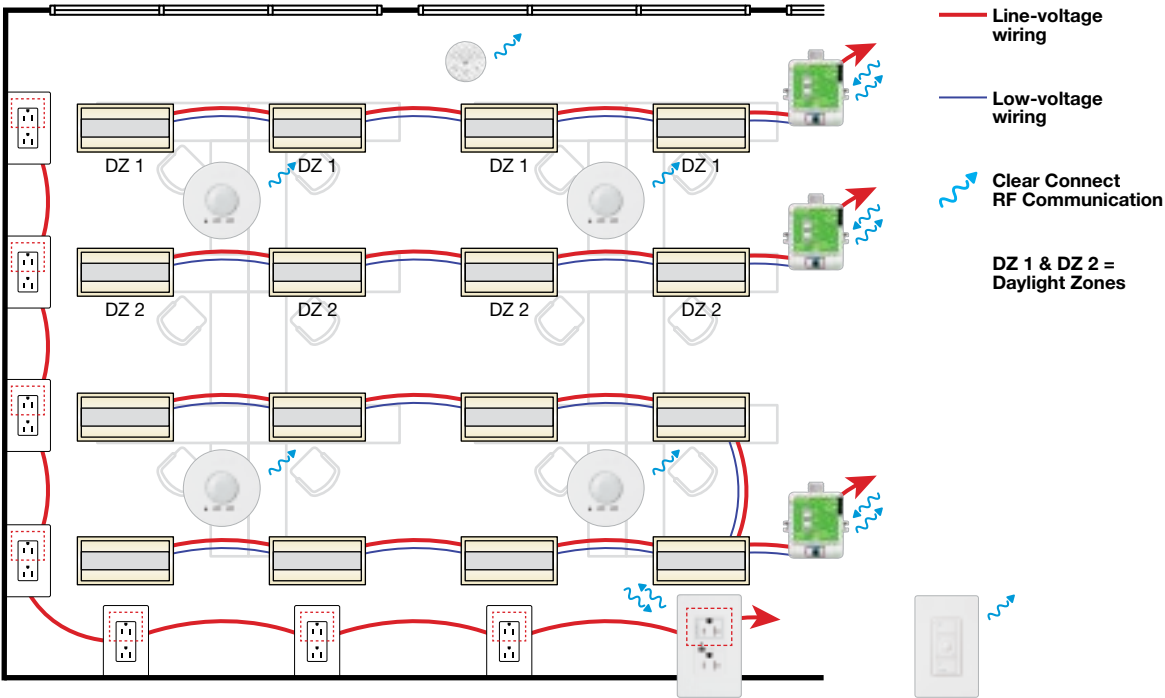 Line-voltage
wiring
Low-voltage
wiring
Clear Connect
RF Communication
DZ 1 & DZ 2 =
Daylight Zones
DZ 1
DZ 1
DZ 1
DZ 1
DZ 2
DZ 2
DZ 2
DZ 2